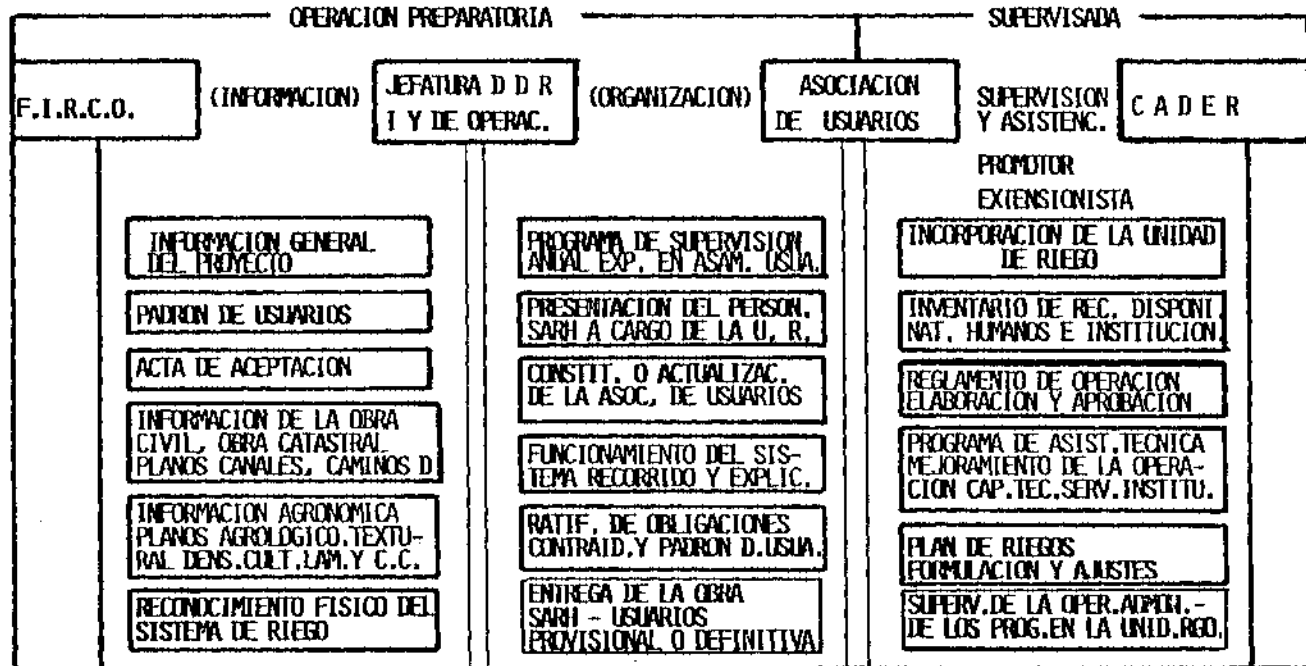 OPERACION PREPARATORIA
SUPERVISADA
F.I.R.C.O.
(INFORMACION)
JEFATURA D D R
I Y DE OPERAC.
(ORGANIZACION)
ASOCIACION
DE USUARIOS
SUPERVISION
Y ASISTENC.
C A D E R
PROMOTOR
EXTENSIONISTA
INFORMACION GENERAL
DEL PROYECTO
PADRON DE USUARIOS
ACTA DE ACEPTACION
INFORMACION DE LA OBRA
CIVIL, OBRA CATASTRAL
PLANOS CANALES, CAMINOS D
INFORMACION AGRONOMICA
PLANOS AGROLOGICO.TEXTU-
RAL DENS.CULT.LAM.Y C.C.
RECONOCIMIENTO FISICO DEL
SISTEMA DE RIEGO
PROGRAMA DE SUPERVISION
ANUAL EXP. EN ASAM. USUA.
PRESENTACION DEL PERSON.
SARH A CARGO DE LA U, R,
CONSTIT. O ACTUALIZAC.
DE LA ASOC, DE USUARIOS
FUNCIONAMIENTO DEL SIS-
TEMA RECORRIDO Y EXPLIC.
RATIF. DE OBLIGACIONES
CONTRAID.Y PADRON D.USUA.
ENTREGA DE LA OBRA
SARH - USUARIOS
PROVISIONAL O DEFINITIVA
INCORPORACION DE LA UNIDAD
DE RIEGO
INVENTARIO DE REC. DISPONI.
NAT. HUMANOS E INSTITUCION.
REGLAMENTO DE OPERACION
ELABORACION Y APROBACION
PROGRAMA DE ASIST.TECNICA
MEJORAMIENTO DE LA OPERA-
CION CAP.TEC.SERV.INSTITU.
PLAN DE RIEGOS
FORMULACION Y AJUSTES
SUPERV.DE LA OPER.ADMON.-
DE LOS PROG.EN LA UNID.RGO.